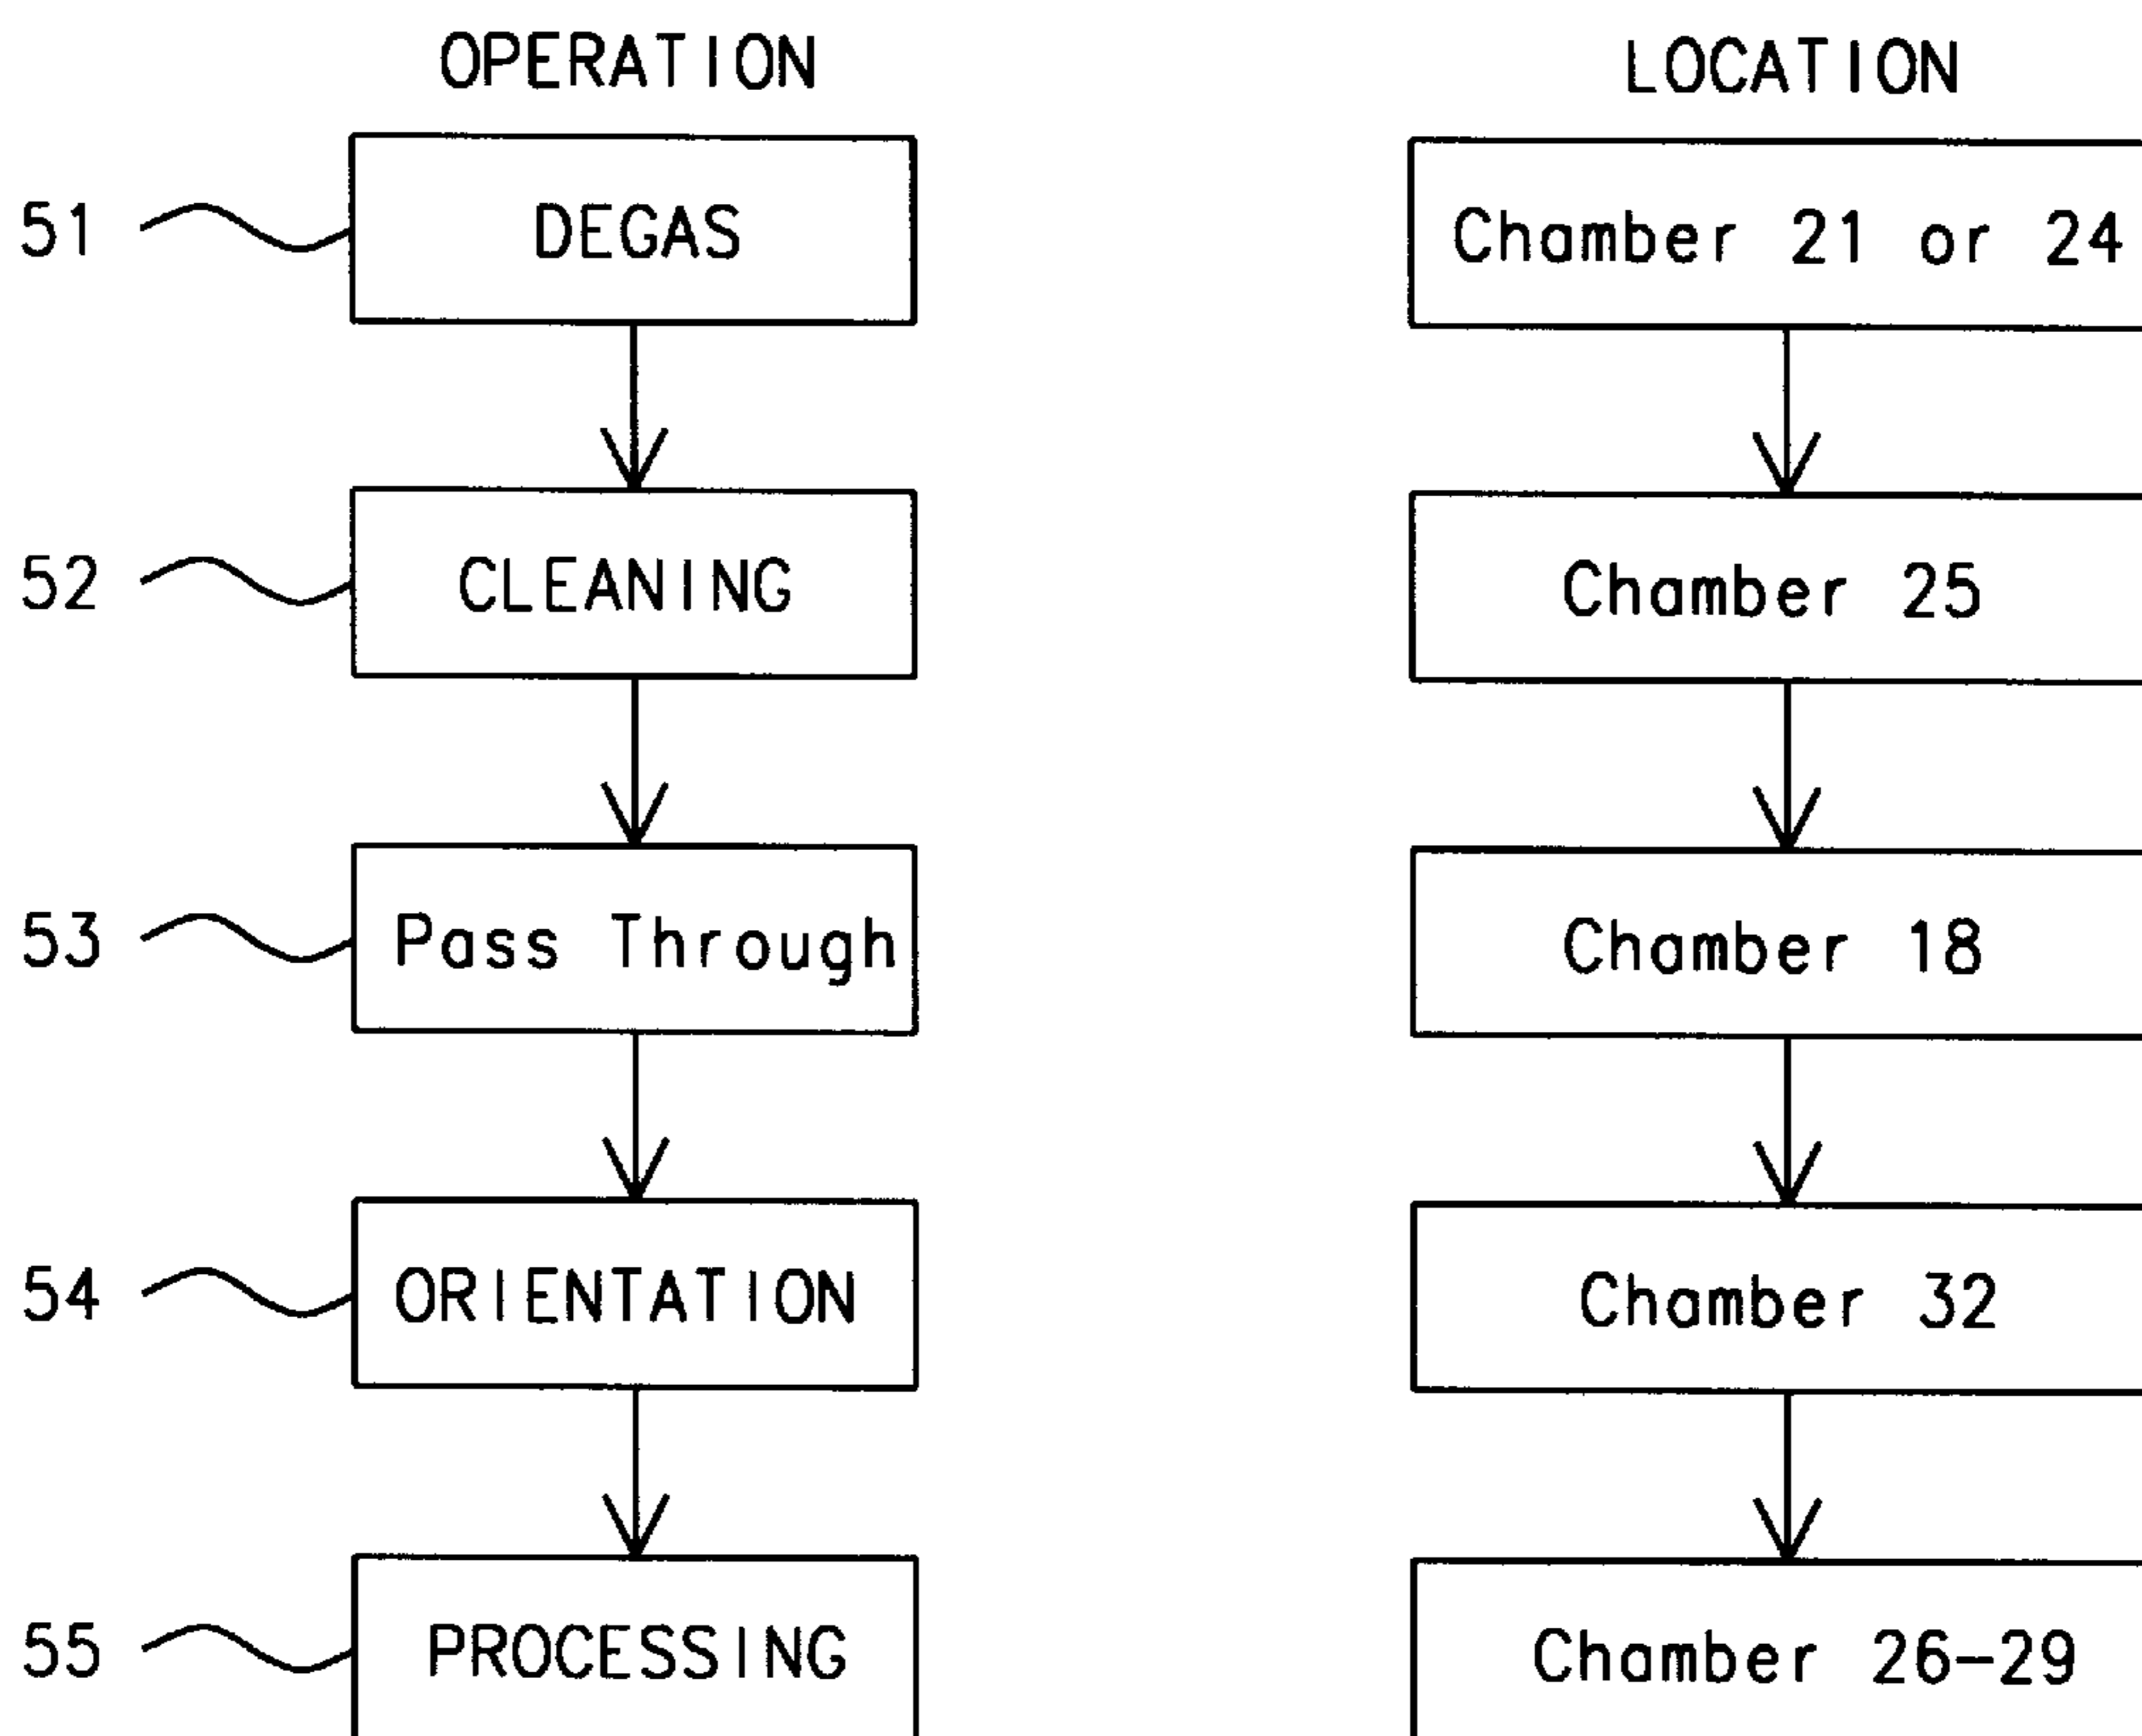 OPERATION LOCATION
51 DEGAS Chamber 21 or 24
52 CLEANING Chamber 25
53 Pass Through Chamber 18
54 ORIENTATION Chamber 32
55 PROCESSING Chamber 26-29